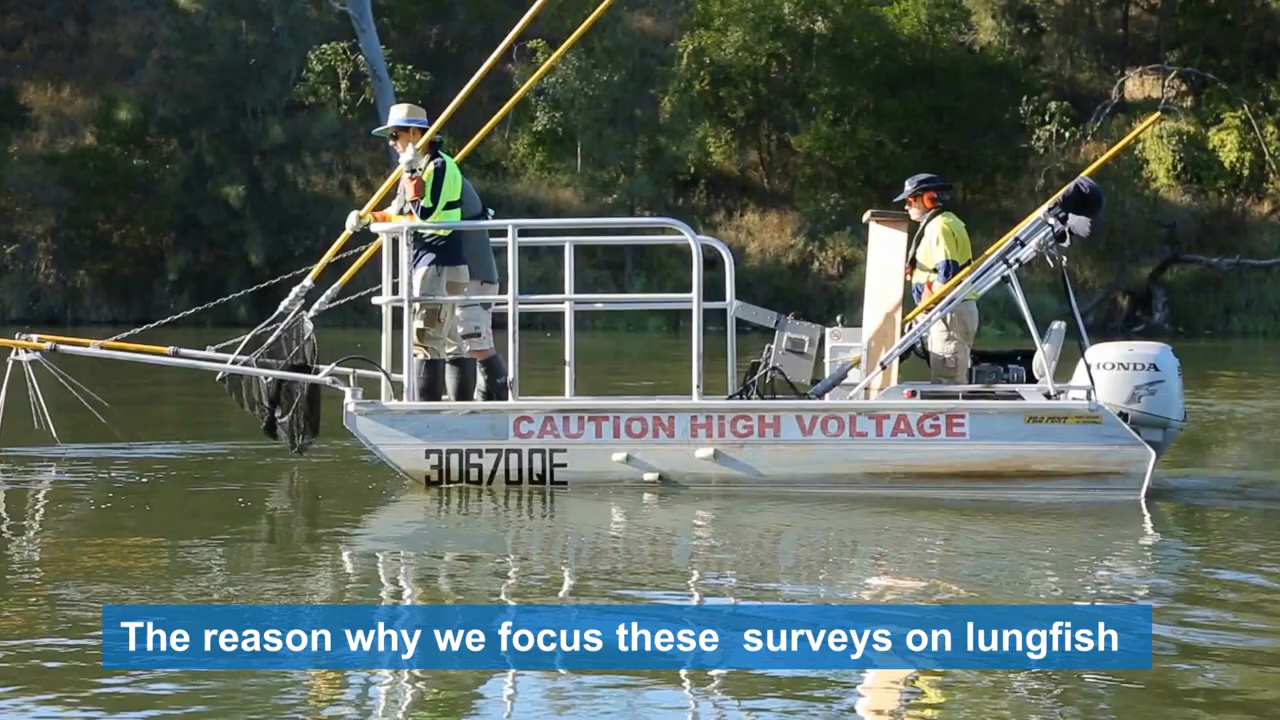 HONDA
CAUTION HIGH VOLTAGE
30670QE
The reason why we focus these  surveys on lungfish